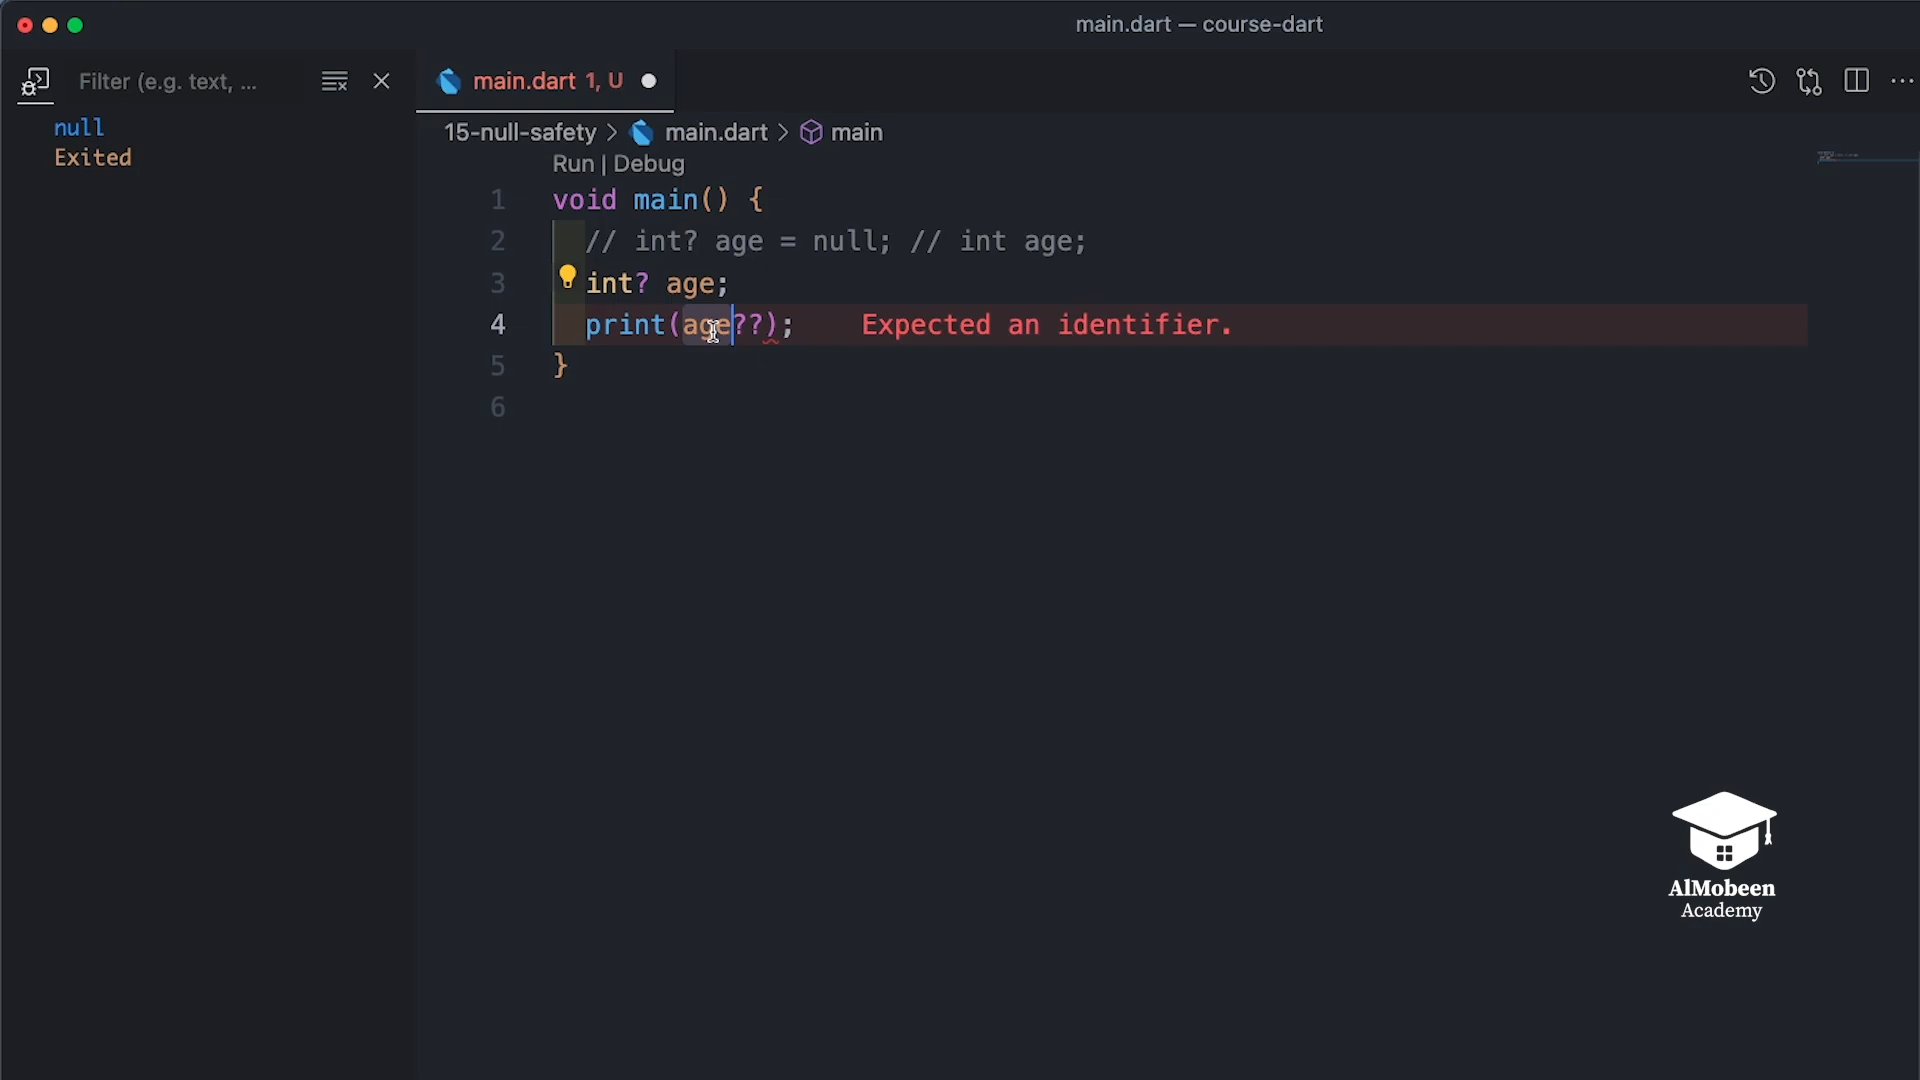 main.dart — course-dart
Filter (e.g. text, ...
main.dart 1, U
null
Exited
15-null-safety > main.dart > main
Run | Debug
1 void main() {
2 // int? age = null; // int age;
3 int? age;
4 print(age??); Expected an identifier.
5 }
6
AlMobeen
Academy